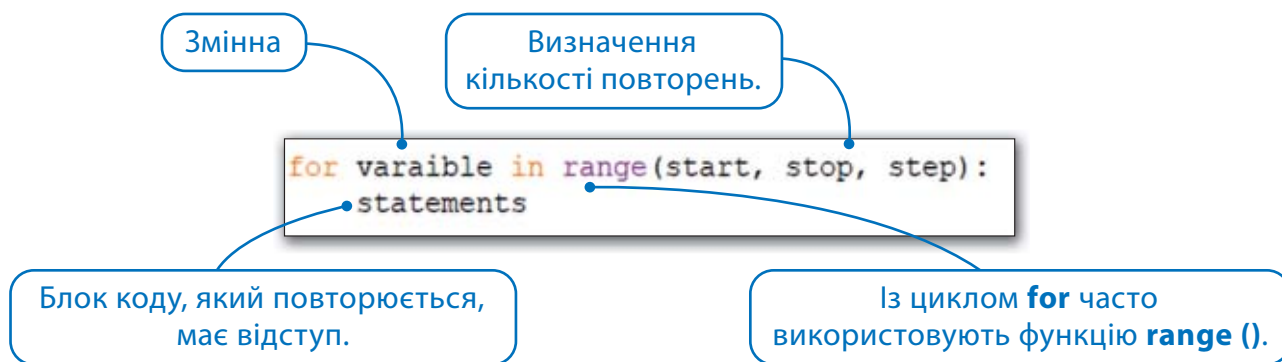 Змінна
Визначення
кількості повторень.
for varaible in range(start, stop, step):
statements
Блок коду, який повторюється,
має відступ.
Із циклом for часто
використовують функцію range ().